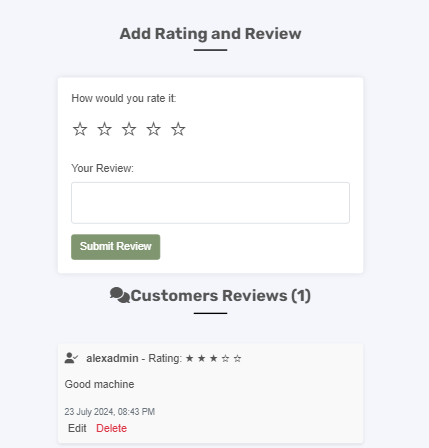 Add Rating and Review
How would you rate it:
☆ ☆ ☆ ☆ ☆
Your Review:
Submit Review
Customers Reviews (1)
alexadmin - Rating: ★ ★ ★ ☆ ☆
Good machine
23 July 2024, 08:43 PM
Edit Delete